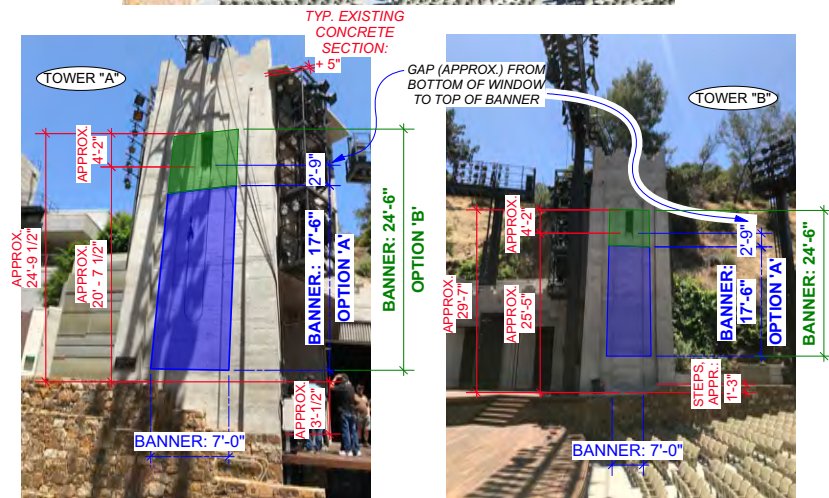 TYP. EXISTING
CONCRETE
SECTION:
+ 5"
TOWER "A"
GAP (APPROX.) FROM
BOTTOM OF WINDOW
TO TOP OF BANNER
APPROX.
4'-2"
APPROX.
24'-9 1/2"
APPROX.
20' - 7 1/2"
2'-9"
BANNER.: 17'-6"
OPTION 'A'
BANNER: 24'-6"
OPTION 'B'
APPROX.
3'-1/2"
BANNER: 7'-0"
TOWER "B"
APPROX.
4'-2"
APPROX.
29'-7"
APPROX.
25'-5"
2'-9"
BANNER:
17'-6"
OPTION 'A'
BANNER: 24'-6"
STEPS,
APPR.:
1'-3"
BANNER: 7'-0"